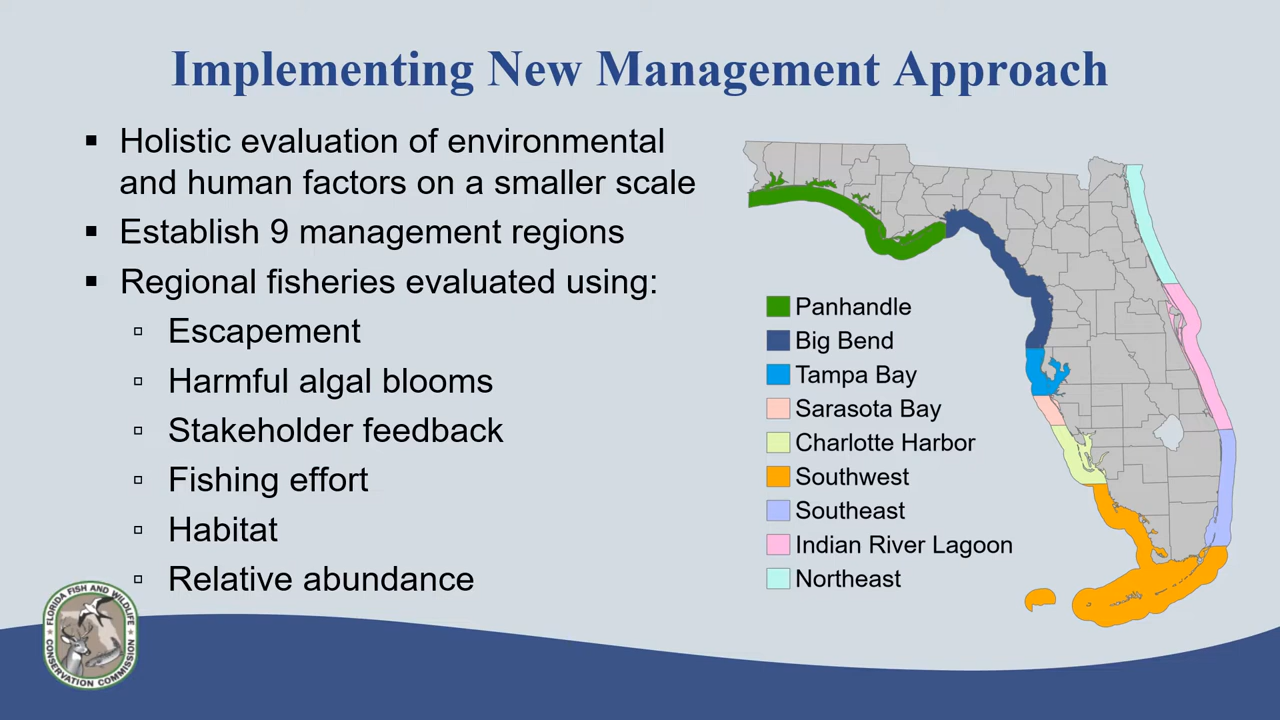 Implementing New Management Approach
▪ Holistic evaluation of environmental
and human factors on a smaller scale
▪ Establish 9 management regions
▪ Regional fisheries evaluated using:
▫ Escapement
▫ Harmful algal blooms
▫ Stakeholder feedback
▫ Fishing effort
▫ Habitat
▫ Relative abundance
Panhandle
Big Bend
Tampa Bay
Sarasota Bay
Charlotte Harbor
Southwest
Southeast
Indian River Lagoon
Northeast
FLORIDA FISH AND WILDLIFE
CONSERVATION COMMISSION